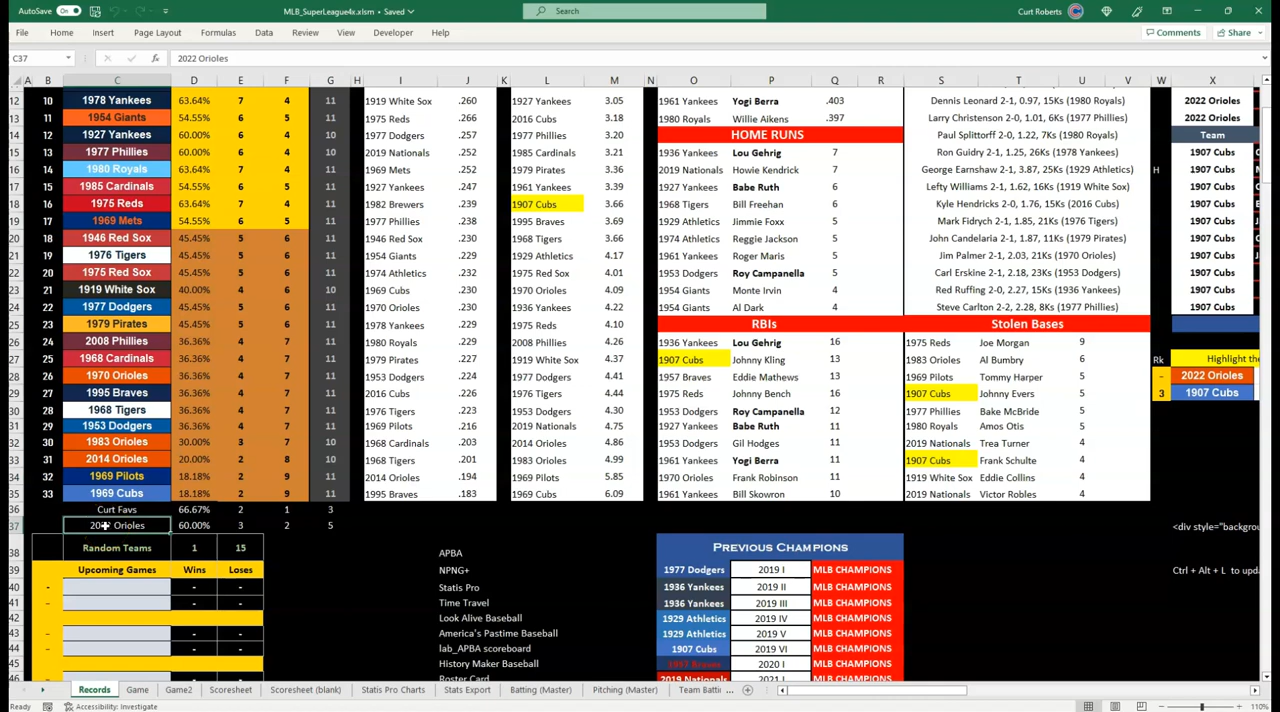 AutoSave On MLB_SuperLeague4x.xlsm • Saved Search Curt Roberts CR
File Home Insert Page Layout Formulas Data Review View Developer Help Comments Share
C37 fx 2022 Orioles
A B C D E F G H I J K L M N O P Q R S T U V W X
12 10 1978 Yankees 63.64% 7 4 11 1919 White Sox .260 1927 Yankees 3.05 1961 Yankees Yogi Berra .403 Dennis Leonard 2-1, 0.97, 15Ks (1980 Royals) 2022 Orioles
13 11 1954 Giants 54.55% 6 5 11 1975 Reds .266 2016 Cubs 3.18 1980 Royals Willie Aikens .397 Larry Christenson 2-0, 1.01, 6Ks (1977 Phillies) 2022 Orioles
14 12 1927 Yankees 60.00% 6 4 10 1977 Dodgers .257 1977 Phillies 3.20 HOME RUNS Paul Splittorff 2-0, 1.22, 7Ks (1980 Royals) Team
15 13 1977 Phillies 60.00% 6 4 10 2019 Nationals .252 1985 Cardinals 3.21 1936 Yankees Lou Gehrig 7 Ron Guidry 2-1, 1.25, 26Ks (1978 Yankees) 1907 Cubs
16 14 1980 Royals 63.64% 7 4 11 1969 Mets .252 1979 Pirates 3.36 2019 Nationals Howie Kendrick 7 George Earnshaw 2-1, 3.87, 25Ks (1929 Athletics) H 1907 Cubs
17 15 1985 Cardinals 54.55% 6 5 11 1927 Yankees .247 1961 Yankees 3.39 1927 Yankees Babe Ruth 6 Lefty Williams 2-1, 1.62, 16Ks (1919 White Sox) 1907 Cubs
18 16 1975 Reds 63.64% 7 4 11 1982 Brewers .239 1907 Cubs 3.66 1968 Tigers Bill Freehan 6 Kyle Hendricks 2-0, 1.76, 15Ks (2016 Cubs) 1907 Cubs
19 17 1969 Mets 54.55% 6 5 11 1977 Phillies .238 1995 Braves 3.69 1929 Athletics Jimmie Foxx 5 Mark Fidrych 2-1, 1.85, 21Ks (1976 Tigers) 1907 Cubs
20 18 1946 Red Sox 45.45% 5 6 11 1946 Red Sox .230 1968 Tigers 3.66 1974 Athletics Reggie Jackson 5 John Candelaria 2-1, 1.87, 11Ks (1979 Pirates) 1907 Cubs
21 19 1976 Tigers 45.45% 5 6 11 1954 Giants .229 1929 Athletics 4.17 1961 Yankees Roger Maris 5 Jim Palmer 2-1, 2.03, 21Ks (1970 Orioles) 1907 Cubs
22 20 1975 Red Sox 45.45% 5 6 11 1974 Athletics .232 1975 Red Sox 4.01 1953 Dodgers Roy Campanella 5 Carl Erskine 2-1, 2.18, 23Ks (1953 Dodgers) 1907 Cubs
23 21 1919 White Sox 40.00% 4 6 10 1969 Cubs .230 1970 Orioles 4.09 1954 Giants Monte Irvin 4 Red Ruffing 2-0, 2.27, 15Ks (1936 Yankees) 1907 Cubs
24 22 1977 Dodgers 45.45% 5 6 11 1970 Orioles .230 1936 Yankees 4.22 1954 Giants Al Dark 4 Steve Carlton 2-2, 2.28, 8Ks (1977 Phillies) 1907 Cubs
25 23 1979 Pirates 45.45% 5 6 11 1978 Yankees .229 1975 Reds 4.10 RBIs Stolen Bases
26 24 2008 Phillies 36.36% 4 7 11 1980 Royals .229 2008 Phillies 4.26 1936 Yankees Lou Gehrig 16 1975 Reds Joe Morgan 9
27 25 1968 Cardinals 36.36% 4 7 11 1979 Pirates .227 1919 White Sox 4.37 1907 Cubs Johnny Kling 13 1983 Orioles Al Bumbry 6 Rk Highlight the
28 26 1970 Orioles 36.36% 4 7 11 1953 Dodgers .224 1977 Dodgers 4.41 1957 Braves Eddie Mathews 13 1969 Pilots Tommy Harper 5 - 2022 Orioles
29 27 1995 Braves 36.36% 4 7 11 2016 Cubs .226 1976 Tigers 4.44 1975 Reds Johnny Bench 16 1907 Cubs Johnny Evers 5 3 1907 Cubs
30 28 1968 Tigers 36.36% 4 7 11 1976 Tigers .223 1953 Dodgers 4.30 1953 Dodgers Roy Campanella 12 1977 Phillies Bake McBride 5
31 29 1953 Dodgers 36.36% 4 7 11 1969 Pilots .216 2019 Nationals 4.75 1927 Yankees Babe Ruth 11 1980 Royals Amos Otis 5
32 30 1983 Orioles 30.00% 3 7 10 1968 Cardinals .203 2014 Orioles 4.86 1953 Dodgers Gil Hodges 11 2019 Nationals Trea Turner 4
33 31 2014 Orioles 20.00% 2 8 10 1968 Tigers .201 1983 Orioles 4.99 1961 Yankees Yogi Berra 11 1907 Cubs Frank Schulte 4
34 32 1969 Pilots 18.18% 2 9 11 2014 Orioles .194 1969 Pilots 5.85 1970 Orioles Frank Robinson 11 1919 White Sox Eddie Collins 4
35 33 1969 Cubs 18.18% 2 9 11 1995 Braves .183 1969 Cubs 6.09 1961 Yankees Bill Skowron 10 2019 Nationals Victor Robles 4
36 Curt Favs 66.67% 2 1 3
37 Orioles 60.00% 3 2 5 <div style="backgrou
38 Random Teams 1 15 APBA PREVIOUS CHAMPIONS
39 Upcoming Games Wins Loses NPNG+ 1977 Dodgers 2019 I MLB CHAMPIONS Ctrl + Alt + L to upda
40 - - - Statis Pro 1936 Yankees 2019 II MLB CHAMPIONS
41 - - - Time Travel 1936 Yankees 2019 III MLB CHAMPIONS
42 Look Alive Baseball 1929 Athletics 2019 IV MLB CHAMPIONS
43 - - - America's Pastime Baseball 1929 Athletics 2019 V MLB CHAMPIONS
44 - - - lab_APBA scoreboard 1907 Cubs 2019 VI MLB CHAMPIONS
45 History Maker Baseball 1957 Braves 2020 I MLB CHAMPIONS
46 - - - Roster Card 2019 Nationals 2021 I MLB CHAMPIONS
Records Game Game2 Scoresheet Scoresheet (blank) Statis Pro Charts Stats Export Batting (Master) Pitching (Master) Team Batti ...
Ready Accessibility: Investigate 110%